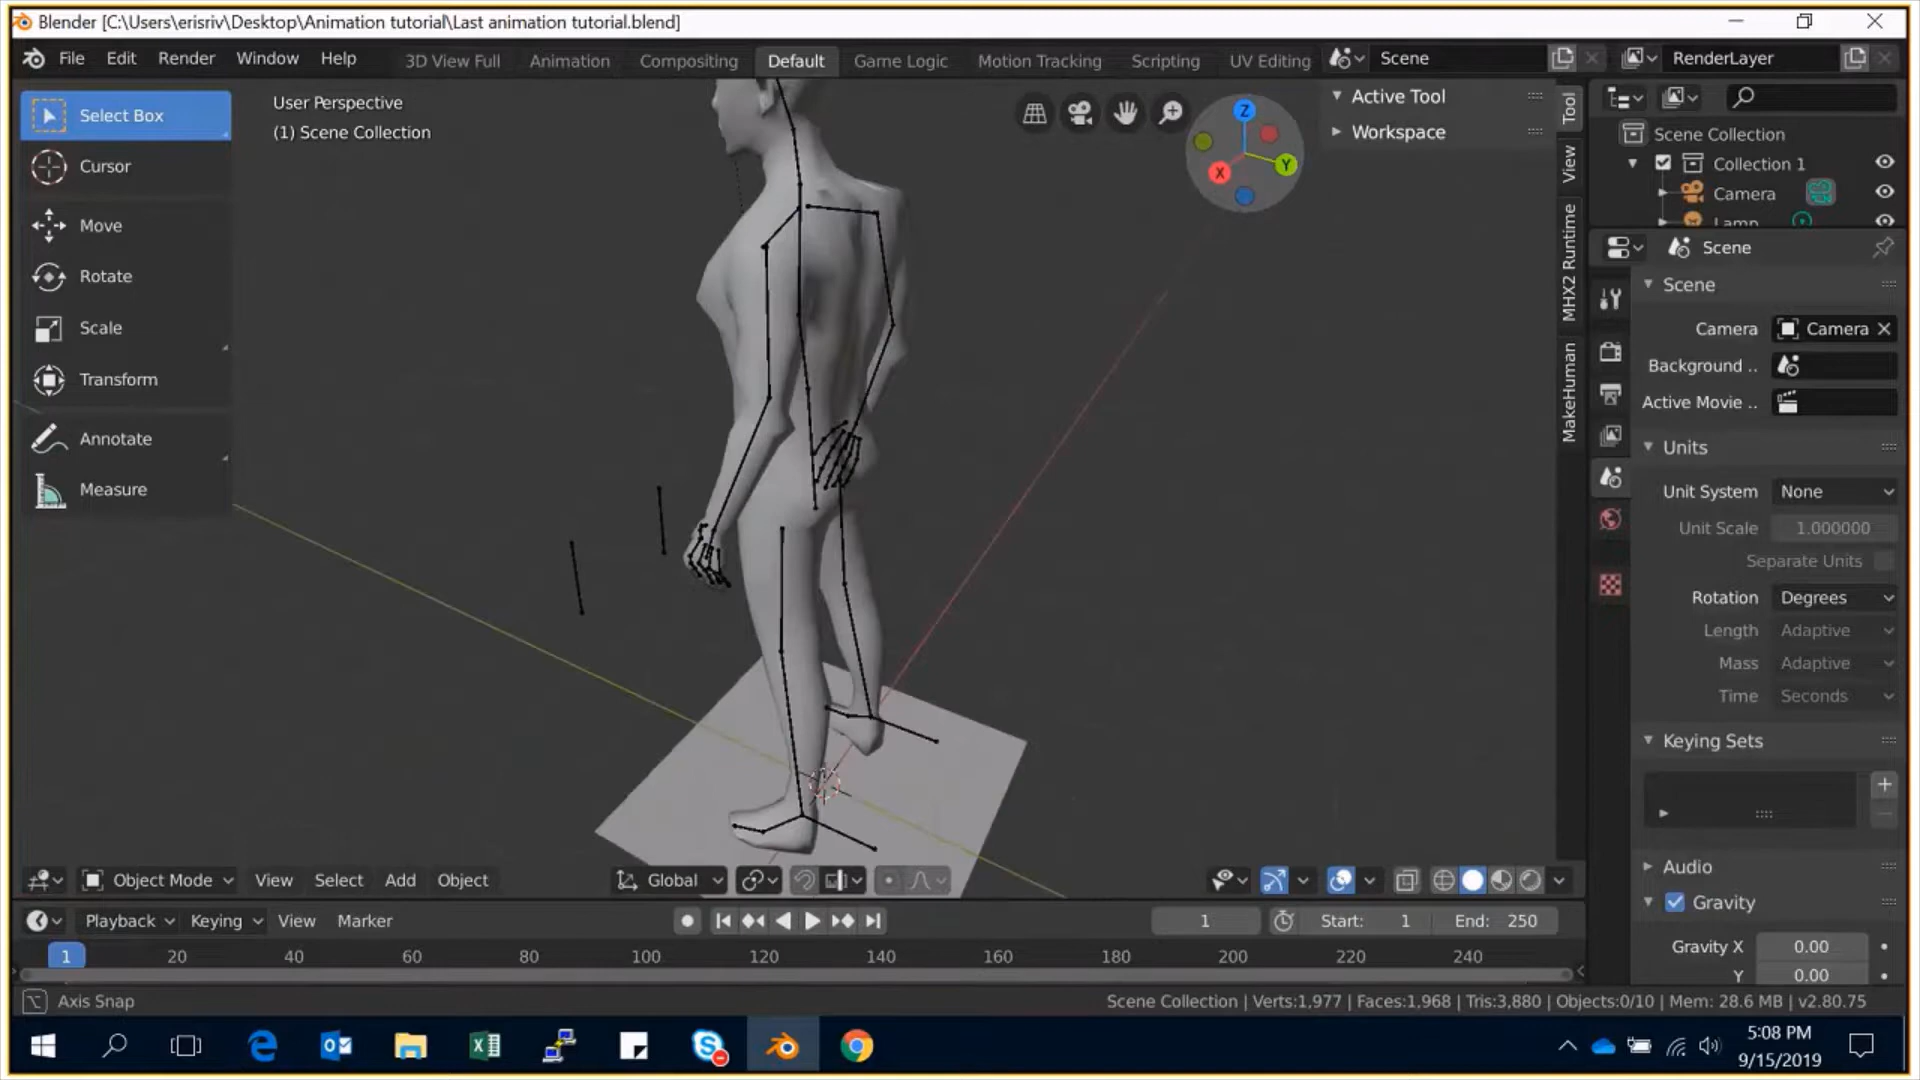 Blender [C:\Users\erisriv\Desktop\Animation tutorial\Last animation tutorial.blend]
File Edit Render Window Help
3D View Full Animation Compositing Default Game Logic Motion Tracking Scripting UV Editing
Scene
RenderLayer
Select Box
Cursor
Move
Rotate
Scale
Transform
Annotate
Measure
User Perspective
(1) Scene Collection
Z
Y
X
Active Tool
Workspace
Tool
View
MHX2 Runtime
MakeHuman
Scene Collection
Collection 1
Camera
Lamp
Scene
Scene
Camera Camera
Background ..
Active Movie ..
Units
Unit System None
Unit Scale 1.000000
Separate Units
Rotation Degrees
Length Adaptive
Mass Adaptive
Time Seconds
Keying Sets
Audio
Gravity
Gravity X 0.00
Y 0.00
Object Mode View Select Add Object
Global
Playback Keying View Marker
1 Start: 1 End: 250
1 20 40 60 80 100 120 140 160 180 200 220 240
Axis Snap
Scene Collection | Verts:1,977 | Faces:1,968 | Tris:3,880 | Objects:0/10 | Mem: 28.6 MB | v2.80.75
5:08 PM
9/15/2019